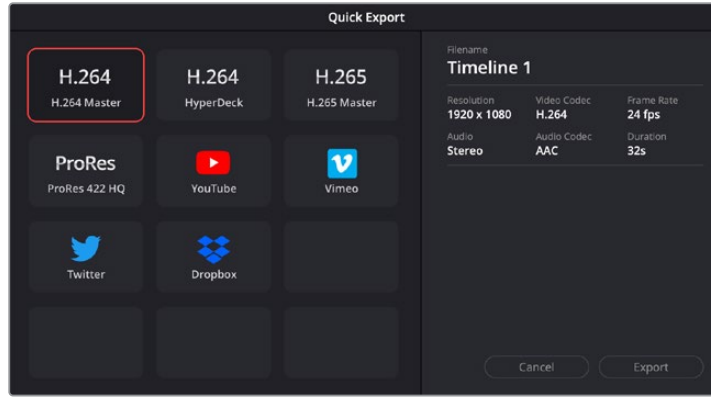 Quick Export
H.264
H.264 Master
H.264
HyperDeck
H.265
H.265 Master
ProRes
ProRes 422 HQ
YouTube
Vimeo
Twitter
Dropbox
Filename
Timeline 1
Resolution Video Codec Frame Rate
1920 x 1080 H.264 24 fps
Audio Audio Codec Duration
Stereo AAC 32s
Cancel Export